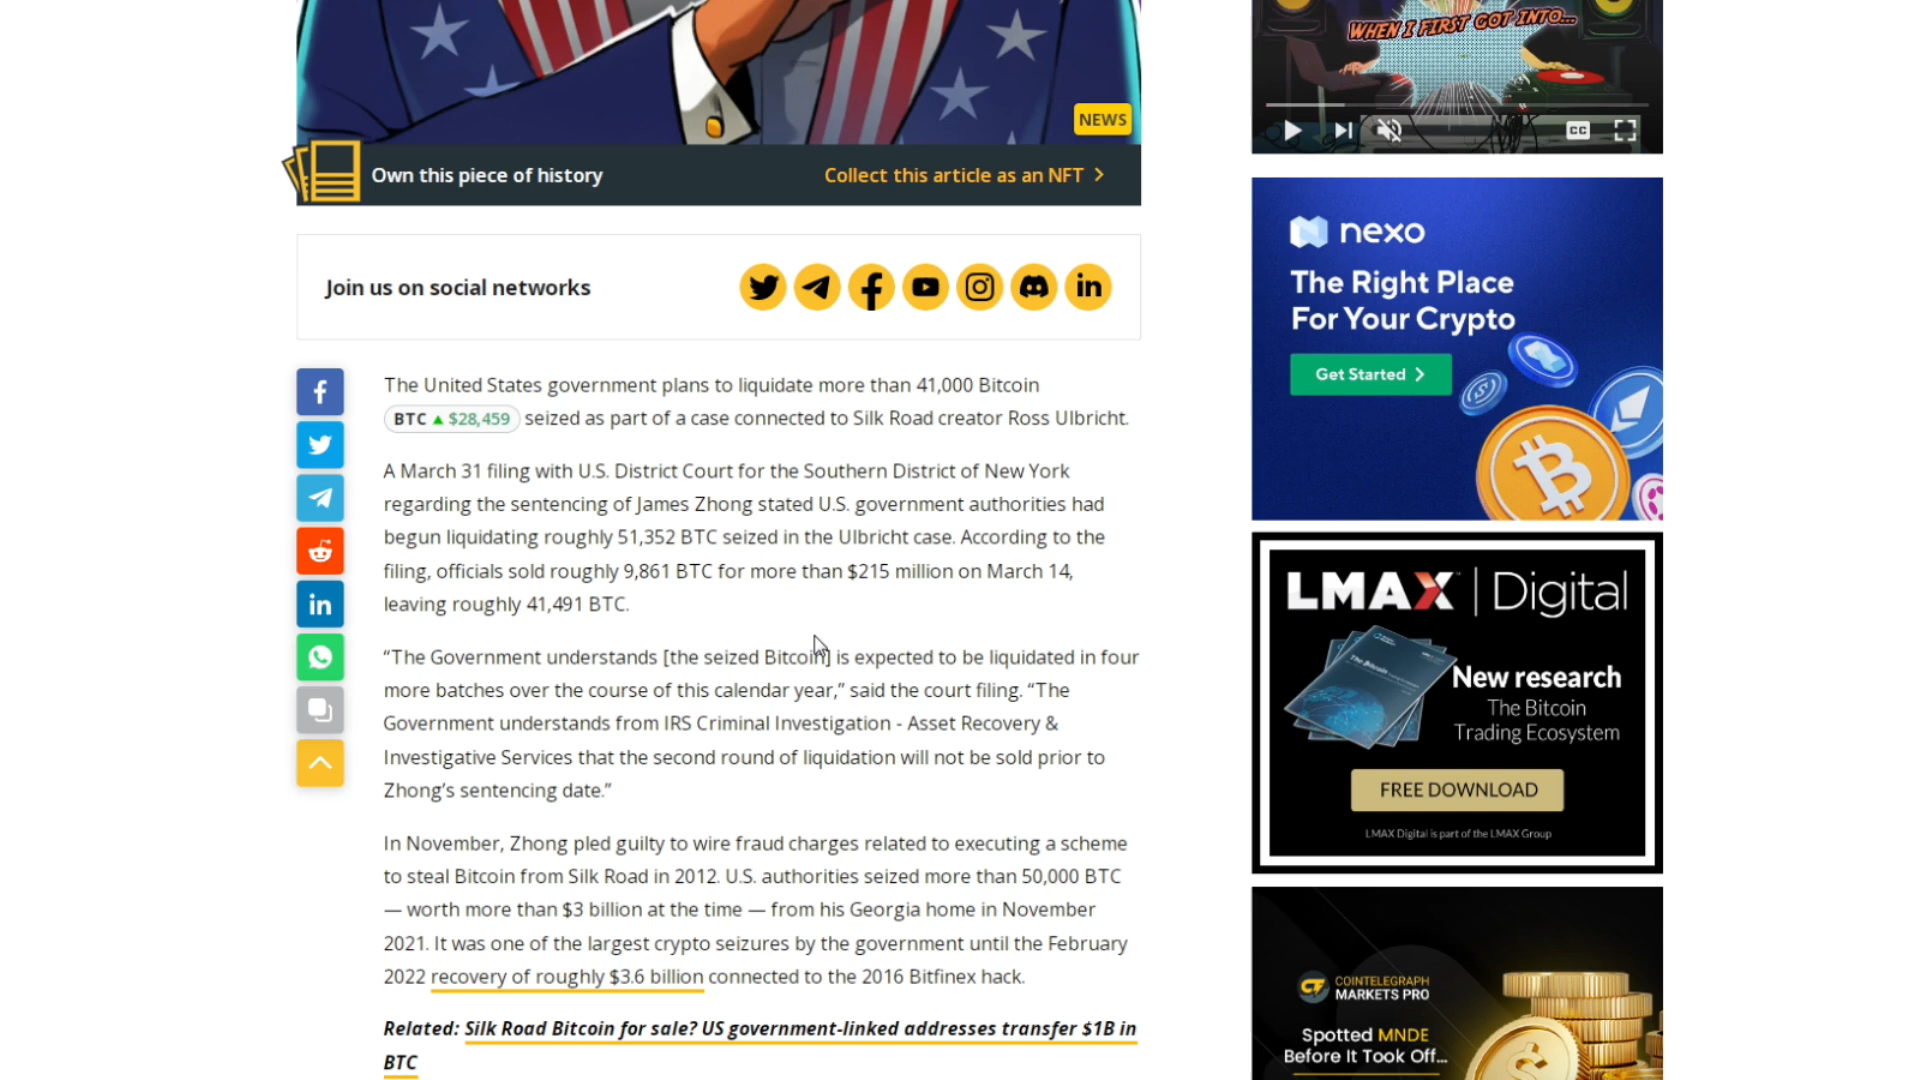 WHEN I FIRST GOT INTO...
CC
NEWS
Own this piece of history
Collect this article as an NFT >
Join us on social networks
The United States government plans to liquidate more than 41,000 Bitcoin
BTC ▲ $28,459 seized as part of a case connected to Silk Road creator Ross Ulbricht.
A March 31 filing with U.S. District Court for the Southern District of New York
regarding the sentencing of James Zhong stated U.S. government authorities had
begun liquidating roughly 51,352 BTC seized in the Ulbricht case. According to the
filing, officials sold roughly 9,861 BTC for more than $215 million on March 14,
leaving roughly 41,491 BTC.
“The Government understands [the seized Bitcoin] is expected to be liquidated in four
more batches over the course of this calendar year,” said the court filing. “The
Government understands from IRS Criminal Investigation - Asset Recovery &
Investigative Services that the second round of liquidation will not be sold prior to
Zhong’s sentencing date.”
In November, Zhong pled guilty to wire fraud charges related to executing a scheme
to steal Bitcoin from Silk Road in 2012. U.S. authorities seized more than 50,000 BTC
— worth more than $3 billion at the time — from his Georgia home in November
2021. It was one of the largest crypto seizures by the government until the February
2022 recovery of roughly $3.6 billion connected to the 2016 Bitfinex hack.
Related: Silk Road Bitcoin for sale? US government-linked addresses transfer $1B in
BTC
nexo
The Right Place
For Your Crypto
Get Started >
LMAX | Digital
New research
The Bitcoin
Trading Ecosystem
FREE DOWNLOAD
LMAX Digital is part of the LMAX Group
COINTELEGRAPH
MARKETS PRO
Spotted MNDE
Before It Took Off...